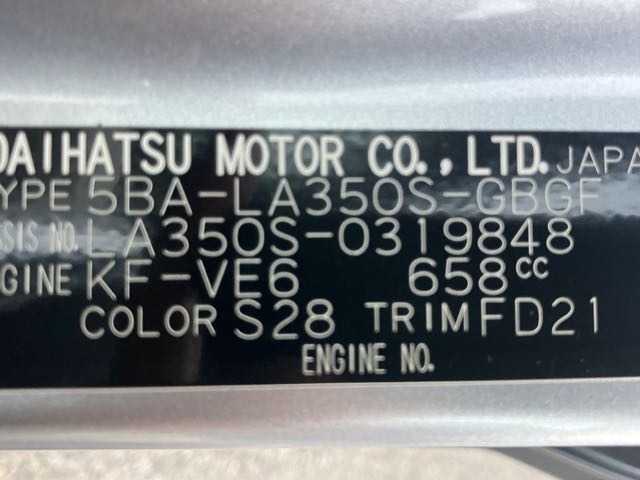 DAIHATSU MOTOR CO., LTD. JAPA
YPE 5BA-LA350S-GBGF
SSIS NO. LA350S-0319848
GINE KF-VE6 658cc
COLOR S28 TRIM FD21
ENGINE NO.